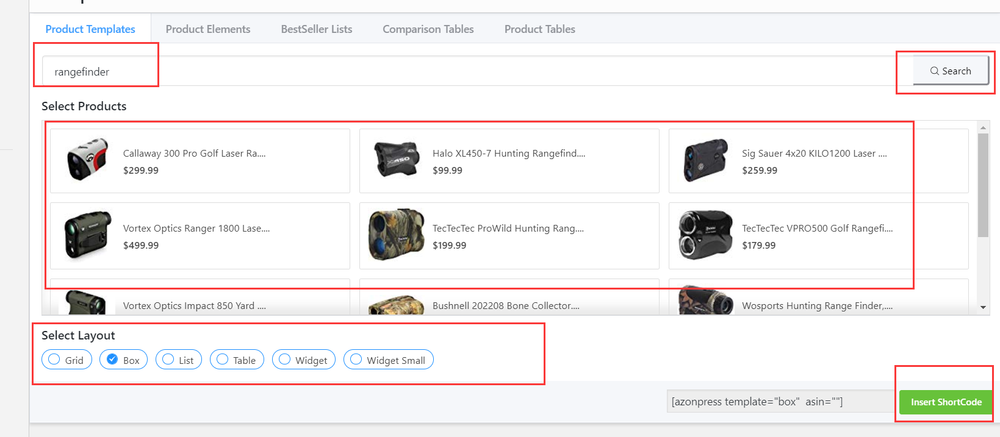 Product Templates Product Elements BestSeller Lists Comparison Tables Product Tables
rangefinder
Search
Select Products
Callaway 300 Pro Golf Laser Ra....
$299.99
Halo XL450-7 Hunting Rangefind....
$99.99
Sig Sauer 4x20 KILO1200 Laser ....
$259.99
Vortex Optics Ranger 1800 Lase....
$499.99
TecTecTec ProWild Hunting Rang....
$199.99
TecTecTec VPRO500 Golf Rangefi....
$179.99
Vortex Optics Impact 850 Yard ....
Bushnell 202208 Bone Collector....
Wosports Hunting Range Finder,....
Select Layout
Grid Box List Table Widget Widget Small
[azonpress template="box" asin=""]
Insert ShortCode